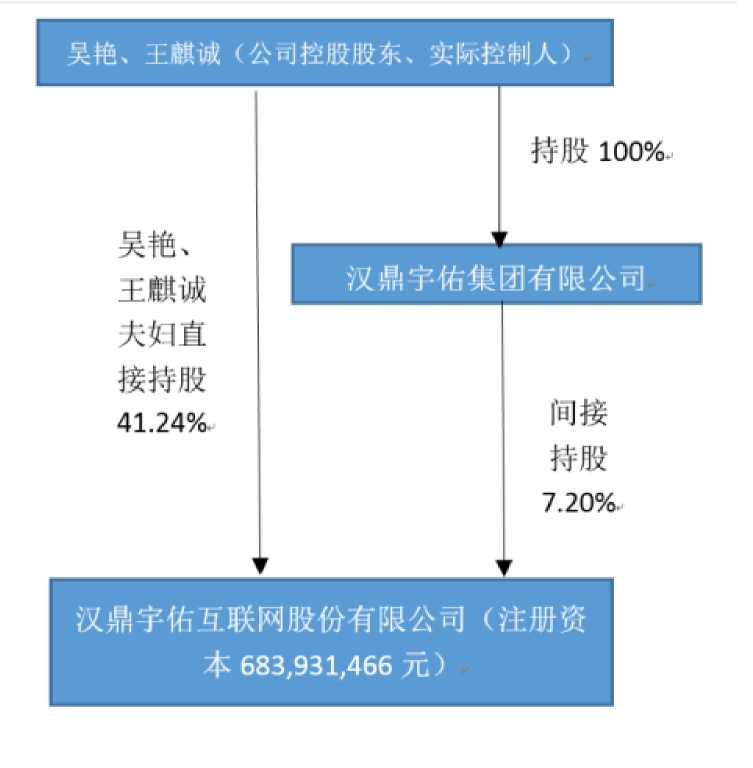 吴艳、王麒诚（公司控股股东、实际控制人）
持股 100%
吴艳、
王麒诚
夫妇直
接持股
41.24%
汉鼎宇佑集团有限公司
间接
持股
7.20%
汉鼎宇佑互联网股份有限公司（注册资
本 683,931,466 元）